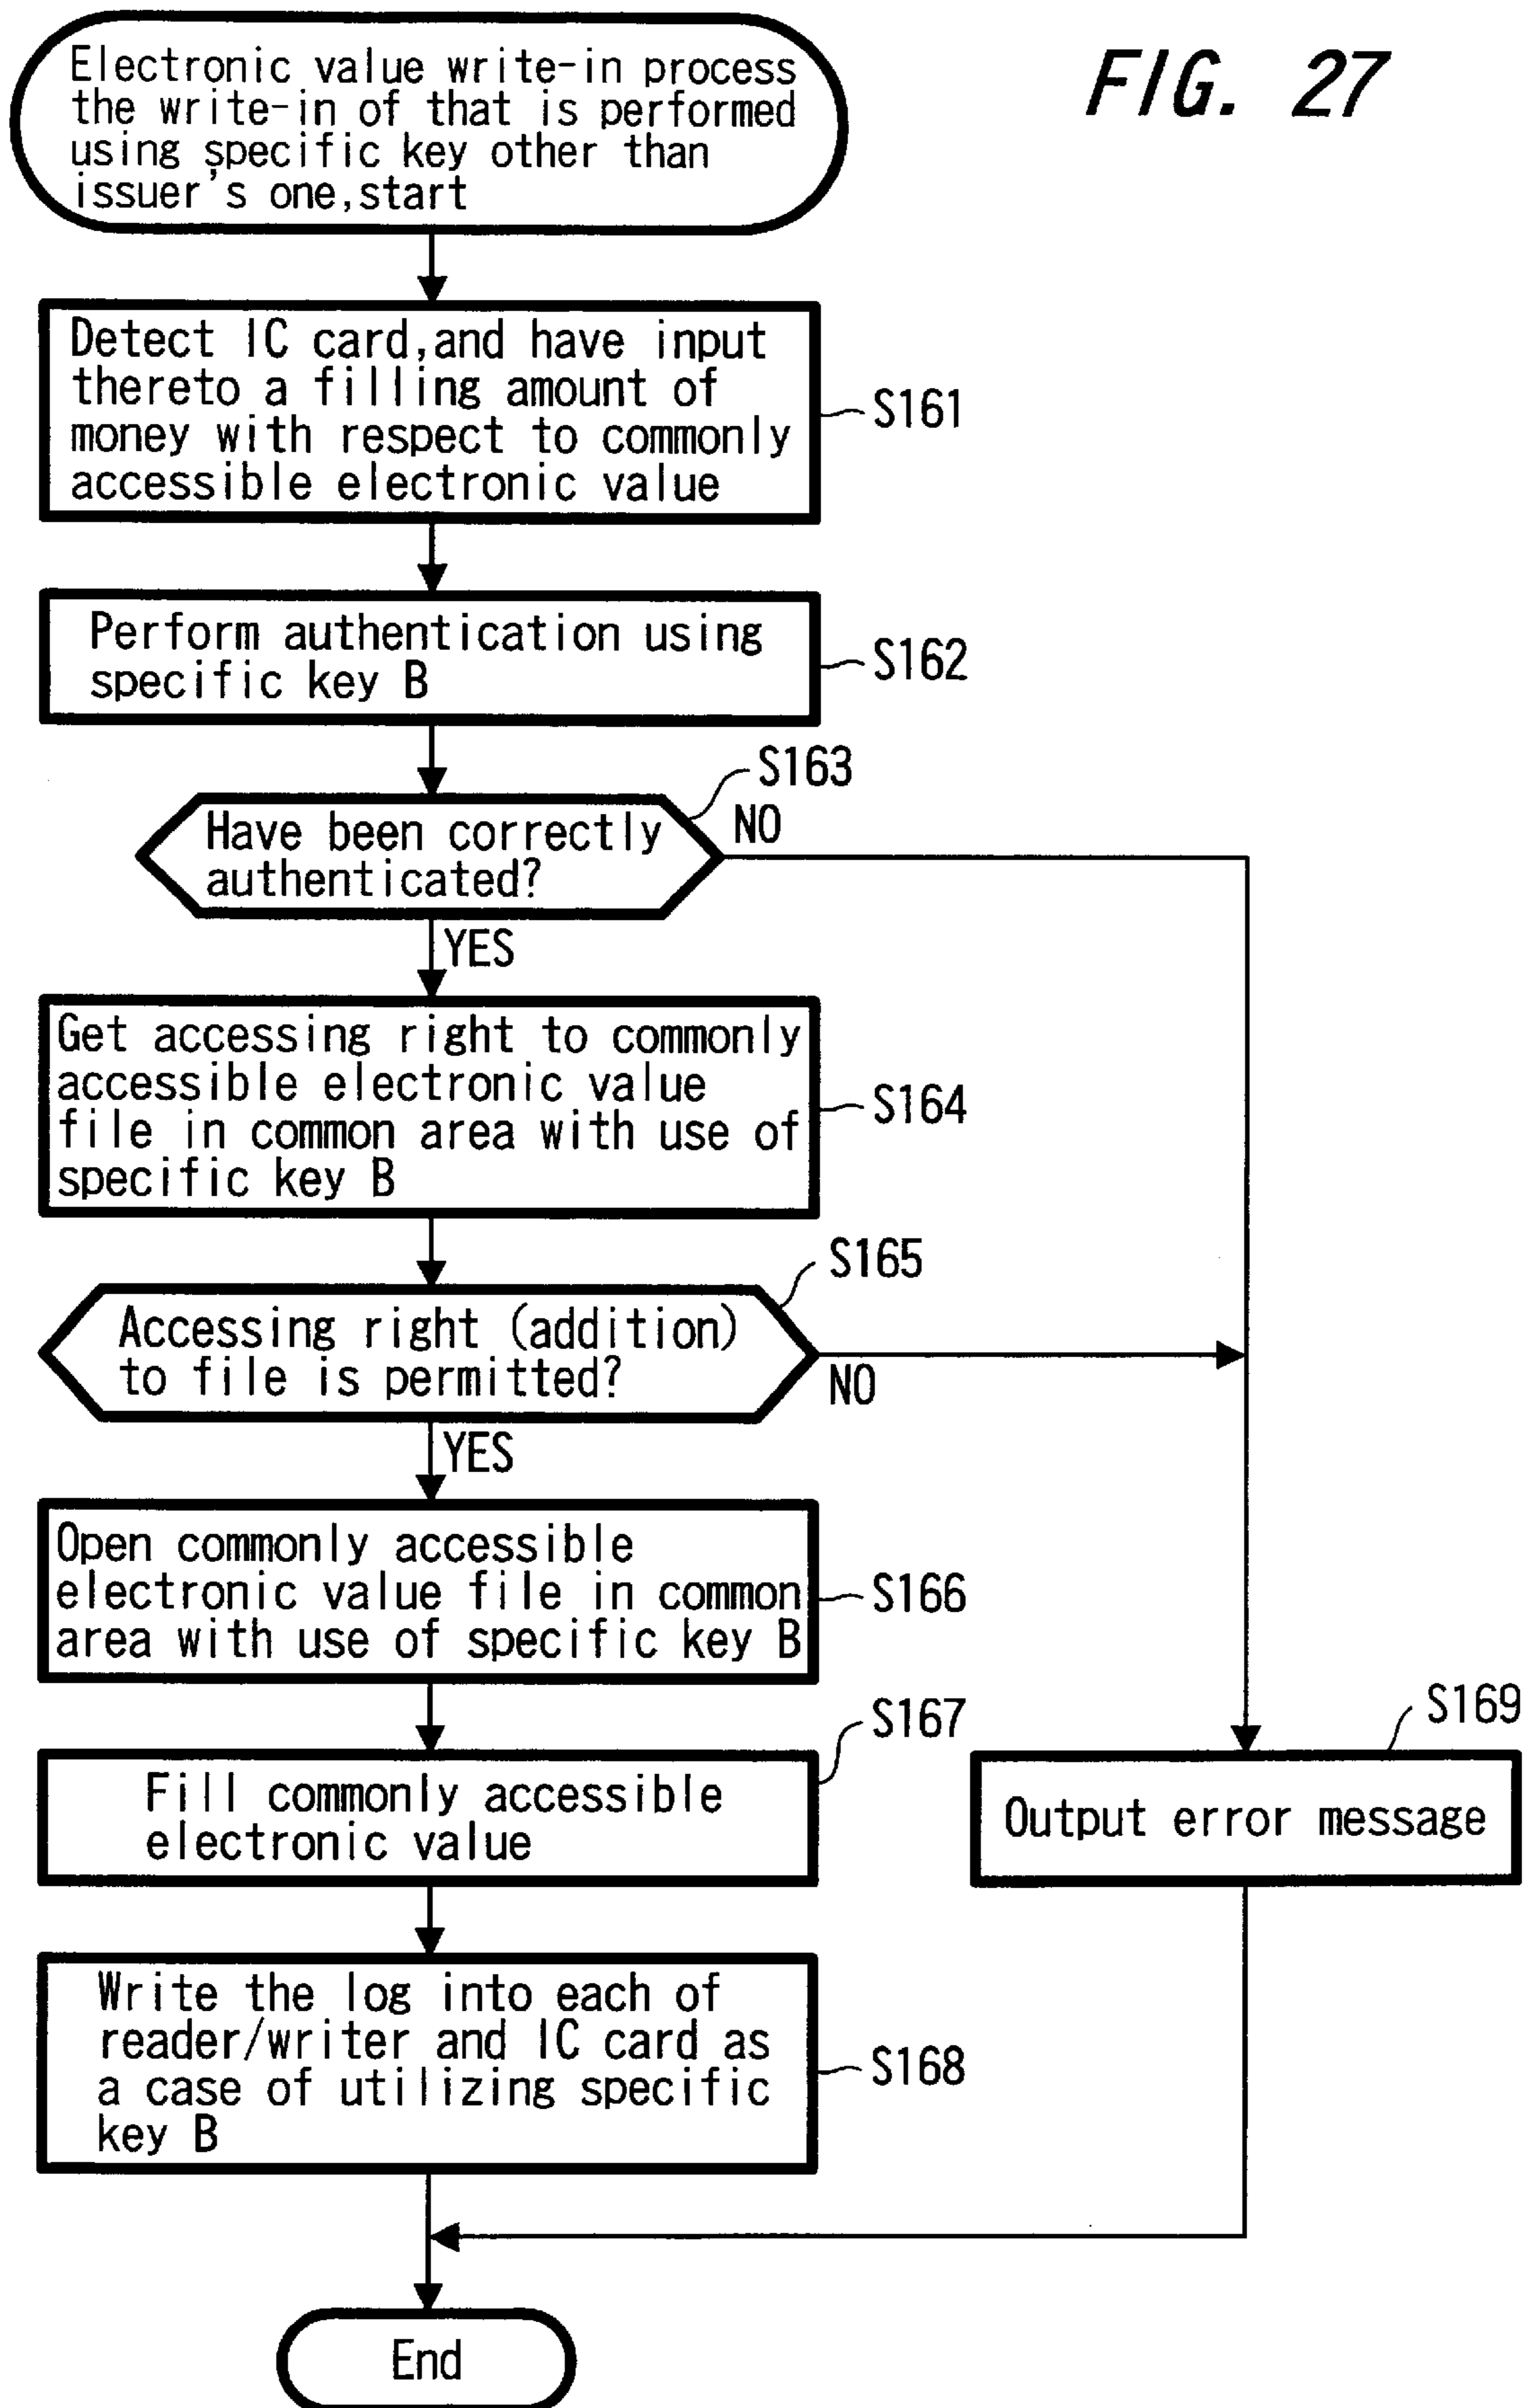 FIG. 27
Electronic value write-in process
the write-in of that is performed
using specific key other than
issuer's one,start
Detect IC card,and have input
thereto a filling amount of
money with respect to commonly
accessible electronic value
S161
Perform authentication using
specific key B
S162
S163
Have been correctly
authenticated?
NO
YES
Get accessing right to commonly
accessible electronic value
file in common area with use of
specific key B
S164
S165
Accessing right (addition)
to file is permitted?
NO
YES
Open commonly accessible
electronic value file in common
area with use of specific key B
S166
S167
Fill commonly accessible
electronic value
S169
Output error message
Write the log into each of
reader/writer and IC card as
a case of utilizing specific
key B
S168
End